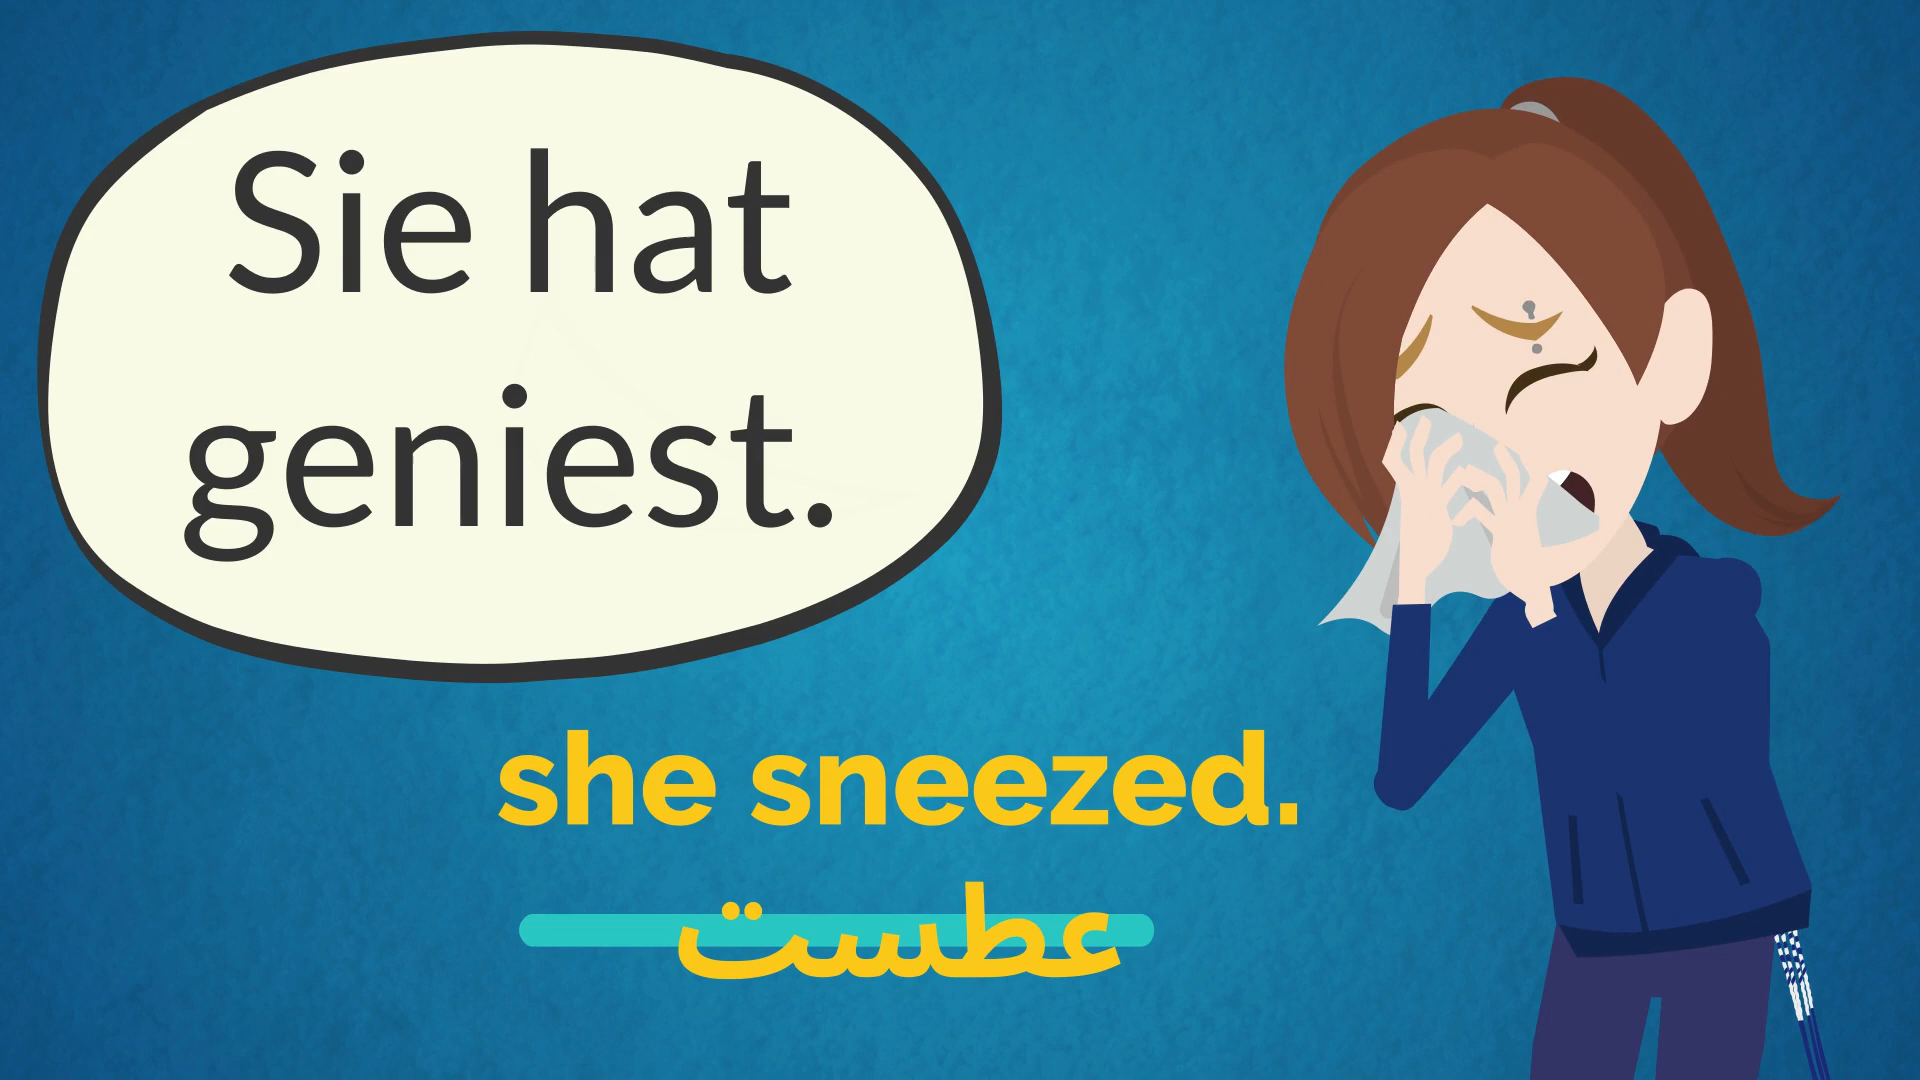 Sie hat
geniest.
she sneezed.
عطست